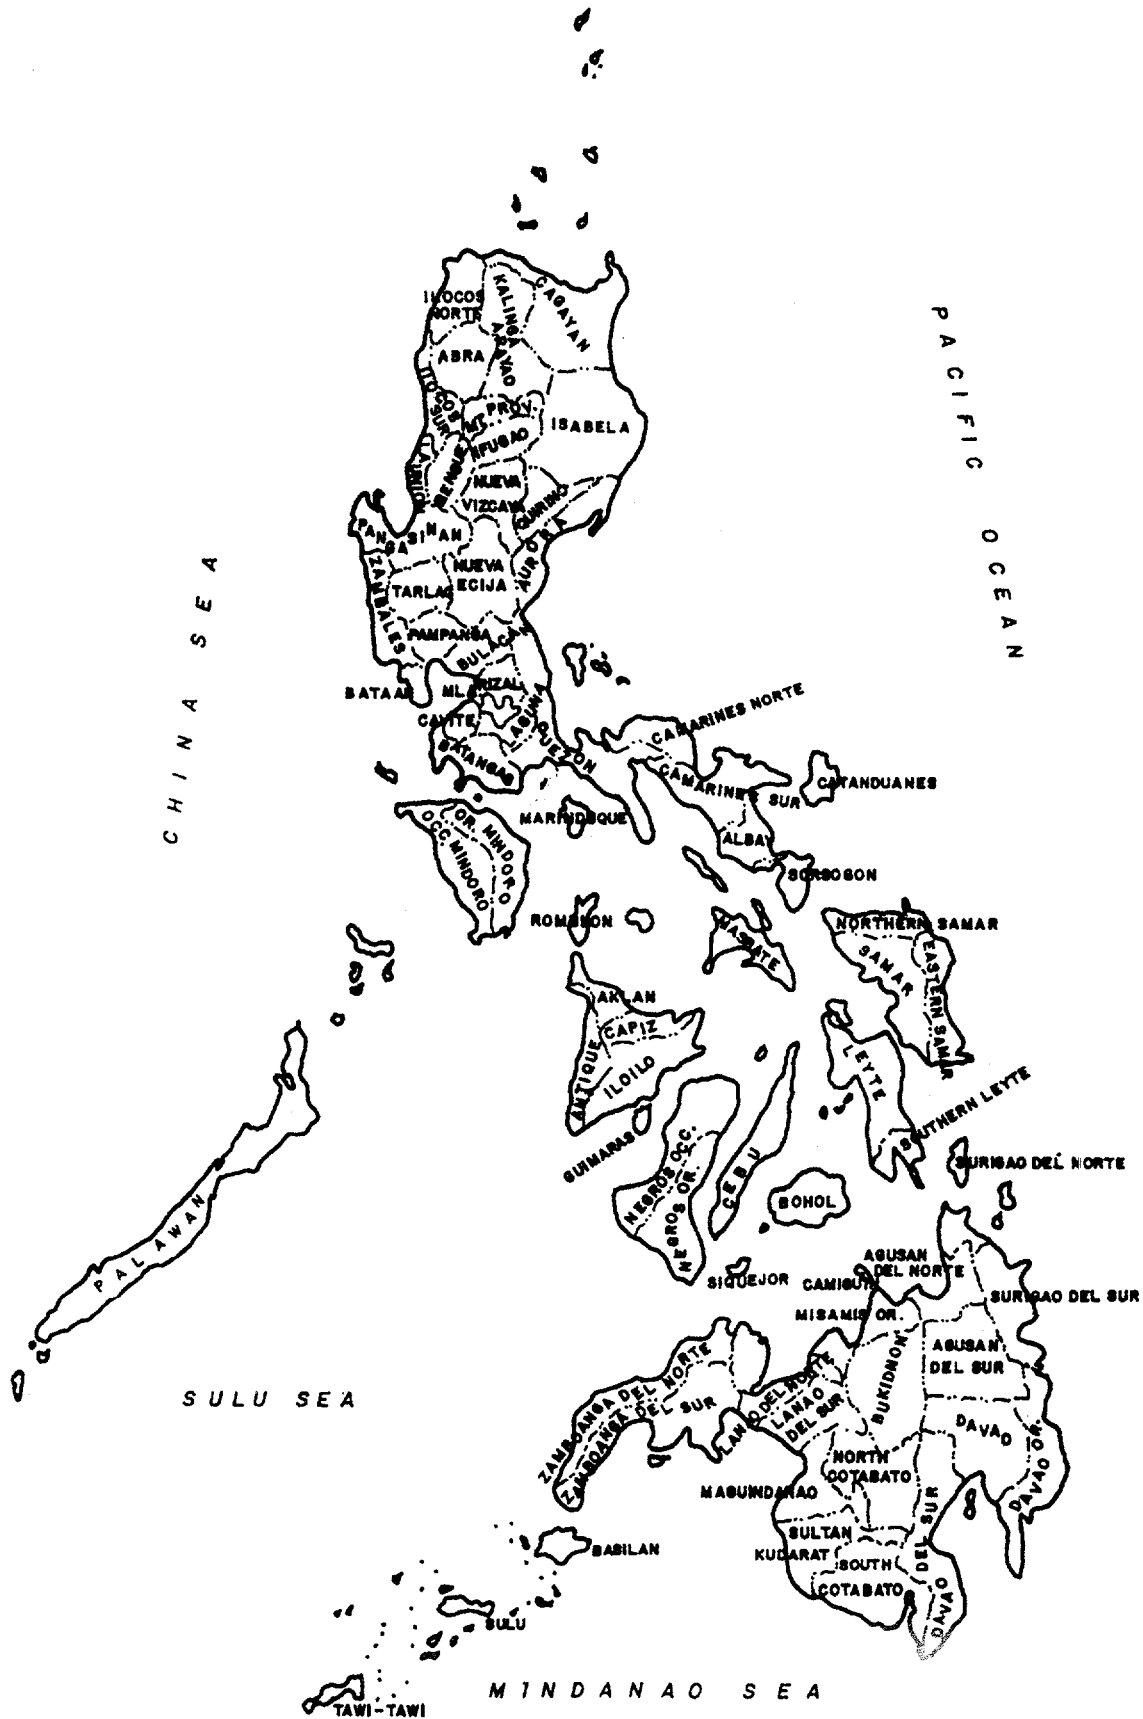 PACIFIC OCEAN
CHINA SEA
ILOCOS
NORTE
KALINGA
APAYAO
CAGAYAN
ABRA
ILOCOS
SUR
MT. PROV.
IFUGAO
ISABELA
LA UNION
BENGUET
NUEVA
VIZCAYA
QUIRINO
PANGASINAN
AURORA
ZAMBALES
TARLAC
NUEVA
ECIJA
PAMPANGA
BULACAN
BATAAN
MLA
RIZAL
CAVITE
LAGUNA
BATANGAS
QUEZON
CAMARINES NORTE
CAMARINES SUR
CATANDUANES
MARINDUQUE
ALBAY
OCC. MINDORO
OR. MINDORO
SORSOGON
ROMBLON
MASBATE
NORTHERN SAMAR
SAMAR
EASTERN SAMAR
AKLAN
CAPIZ
ANTIQUE
ILOILO
LEYTE
SOUTHERN LEYTE
GUIMARAS
NEGROS OCC.
NEGROS OR.
CEBU
BOHOL
SURIGAO DEL NORTE
PALAWAN
SIQUEJOR
CAMIGUIN
AGUSAN
DEL NORTE
SURIGAO DEL SUR
MISAMIS OR.
AGUSAN
DEL SUR
BUKIDNON
ZAMBOANGA DEL NORTE
ZAMBOANGA DEL SUR
LANAO DEL NORTE
LANAO
DEL SUR
SULU SEA
DAVAO
DAVAO OR.
NORTH
COTABATO
MAGUINDANAO
SULTAN
KUDARAT
SOUTH
COTABATO
DAVAO DEL SUR
BASILAN
SULU
TAWI-TAWI
MINDANAO SEA